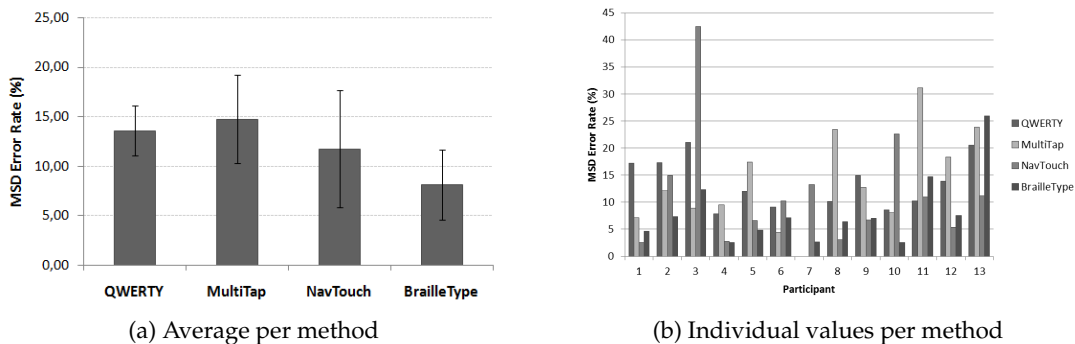 25,00
20,00
15,00
10,00
5,00
0,00
MSD Error Rate (%)
QWERTY MultiTap NavTouch BrailleType
(a) Average per method
45
40
35
30
25
20
15
10
5
0
MSD Error Rate (%)
1 2 3 4 5 6 7 8 9 10 11 12 13
Participant
QWERTY
MultiTap
NavTouch
BrailleType
(b) Individual values per method